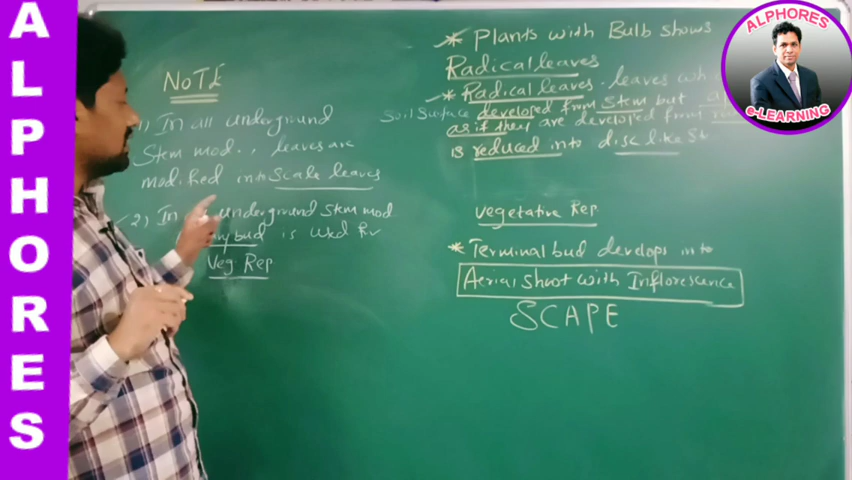 ALPHORES
NOTE
1) In all underground
Stem mod., leaves are
modified into Scale leaves
2) In underground Stem mod.
bud is used for
Veg. Rep
* Plants with Bulb shows
Radical leaves
* Radical leaves. leaves wh
Soil Surface developed from stem but
as if they are developed from
is reduced into disc like St
vegetative Rep.
* Terminal bud develops into
Aerial shoot with Inflorescence
SCAPE
ALPHORES
e-LEARNING